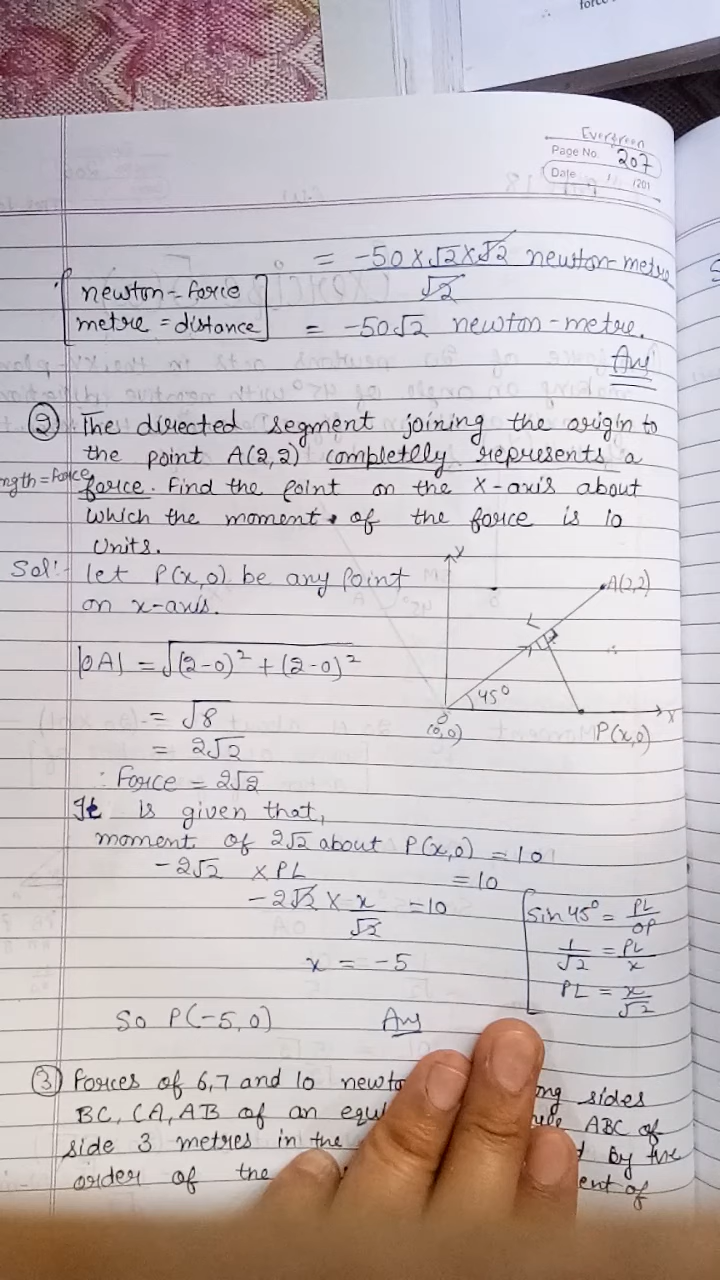 force
Evergreen
Page No. 207
Date / /201
= -50 x √2 x √2 newton-metre
√2
newton = force
metre = distance
= -50√2 newton-metre.
Ans
② The directed segment joining the origin to
the point A(2,2) completlly represents a
ngth = force
force. Find the point on the X-axis about
which the moment of the force is 10
Units.
Sol:- let P(x,0) be any point
on x-axis.
Y
A(2,2)
L
45°
O
(0,0)
X
P(x,0)
|OA| = √(2-0)² + (2-0)²
= √8
= 2√2
∴ Force = 2√2
It is given that,
moment of 2√2 about P(x,0) = 10
-2√2 x PL = 10
-2√2 x x/√2 = 10
x = -5
sin 45° = PL/OP
1/√2 = PL/x
PL = x/√2
So P(-5,0) Ans
③ Forces of 6,7 and 10 newto
ong sides
BC, CA, AB of an equ
ABC of
side 3 metres in the
by the
order of the
ent of